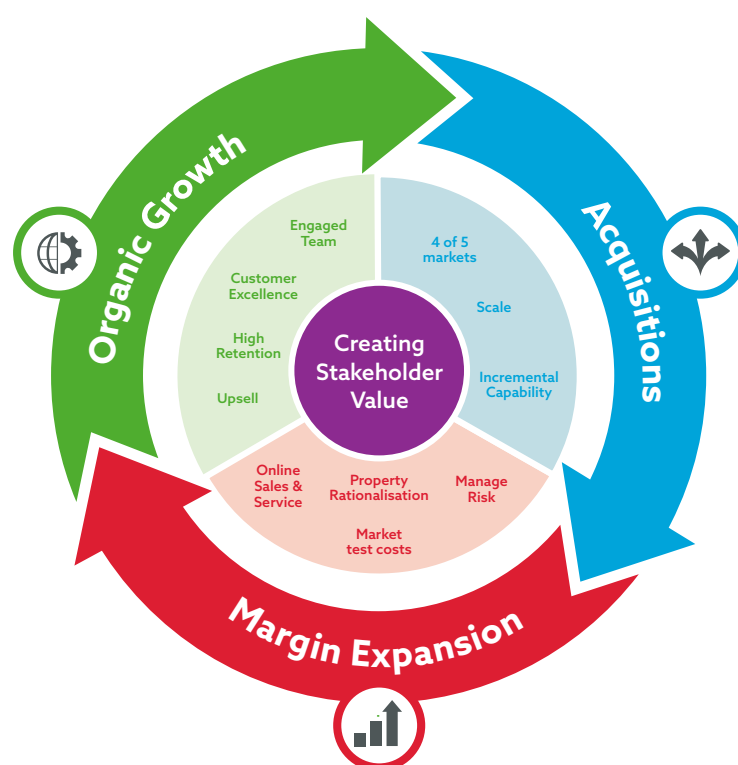 Organic Growth
Acquisitions
Margin Expansion
Engaged
Team
Customer
Excellence
High
Retention
Upsell
4 of 5
markets
Scale
Incremental
Capability
Online
Sales &
Service
Property
Rationalisation
Manage
Risk
Market
test costs
Creating
Stakeholder
Value